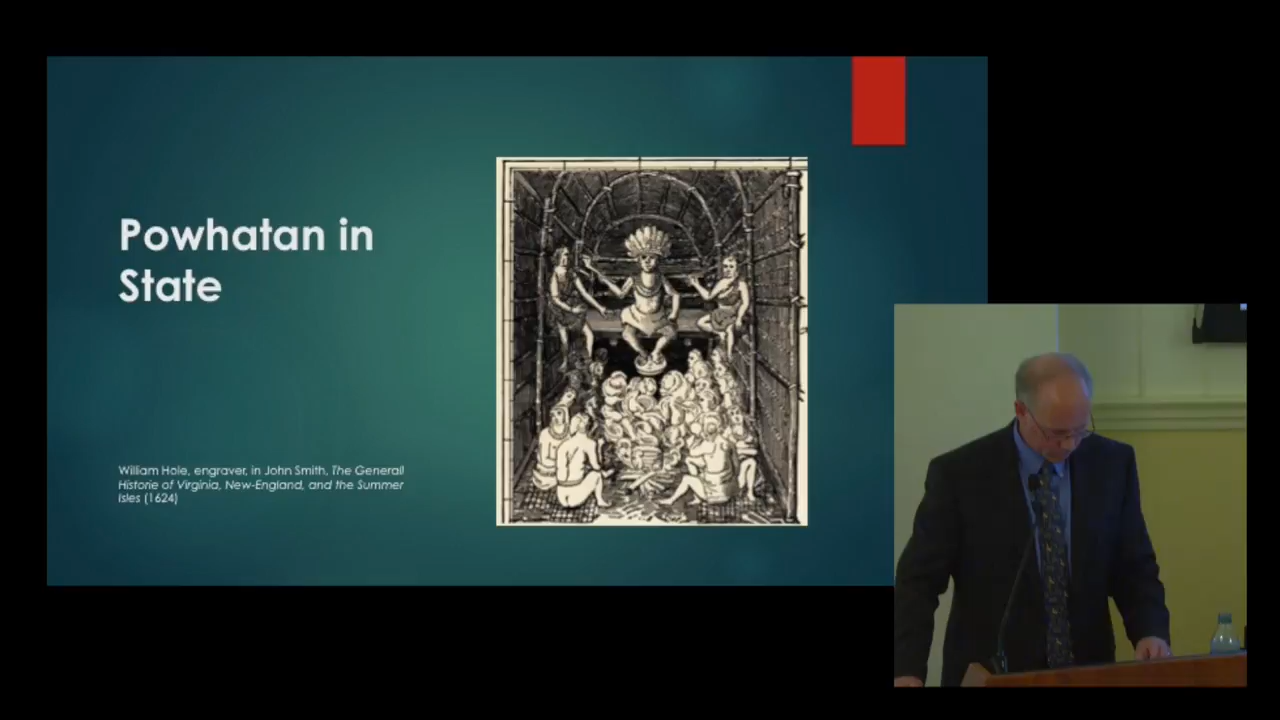 Powhatan in
State
William Hole, engraver, in John Smith, The Generall
Historie of Virginia, New-England, and the Summer
Isles (1624)